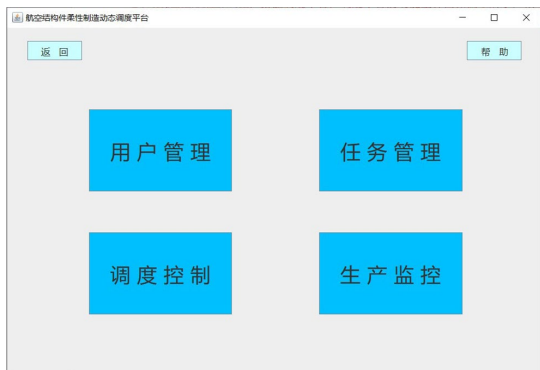 航空结构件柔性制造动态调度平台
返 回
帮 助
用户管理
任务管理
调度控制
生产监控